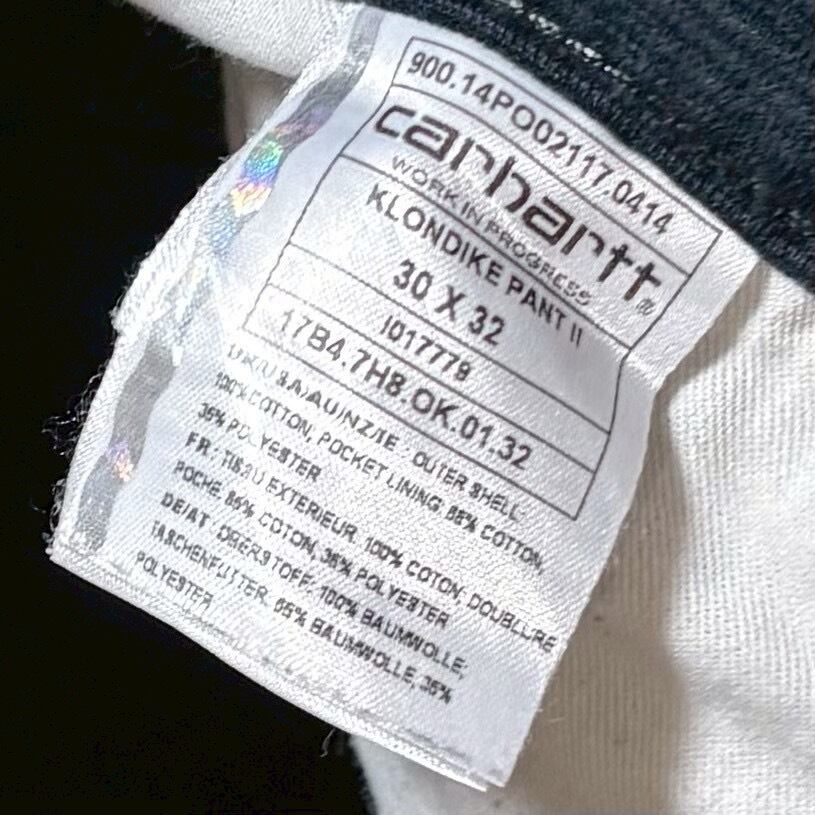 900.14PO02117.0414
carhartt®
WORK IN PROGRESS
KLONDIKE PANT II
30 X 32
I017779
17B4.7H8.OK.01.32
OUTER SHELL:
100% COTTON, POCKET LINING: 65% COTTON,
35% POLYESTER
FR.: TISSU EXTERIEUR: 100% COTON; DOUBLURE
POCHE: 65% COTON, 35% POLYESTER
DE/AT: OBERSTOFF: 100% BAUMWOLLE;
TASCHENFUTTER: 65% BAUMWOLLE, 35%
POLYESTER